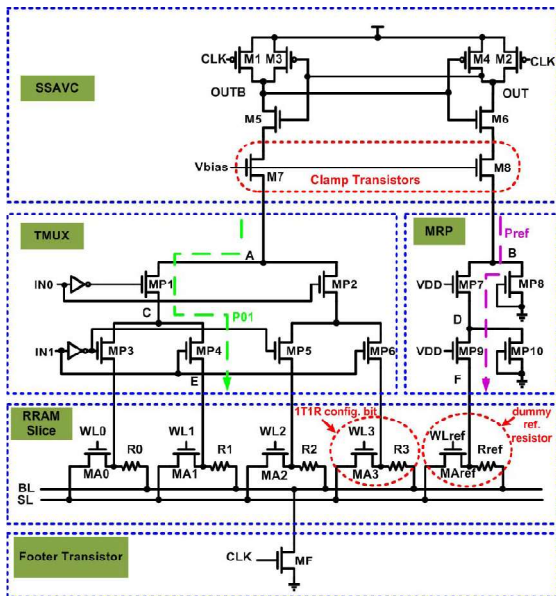 SSAVC
CLK M1 M3 M4 M2 CLK
OUTB OUT
M5 M6
Vbias M7 M8
Clamp Transistors
TMUX MRP
Pref
A B
IN0 MP1 MP2 VDD MP7 MP8
C P01 D
IN1 MP3 MP4 MP5 MP6 VDD MP9 MP10
E F
RRAM Slice
1T1R config. bit
dummy ref. resistor
WL0 R0 WL1 R1 WL2 R2 WL3 R3 WLref Rref
MA0 MA1 MA2 MA3 MAref
BL
SL
Footer Transistor
CLK MF